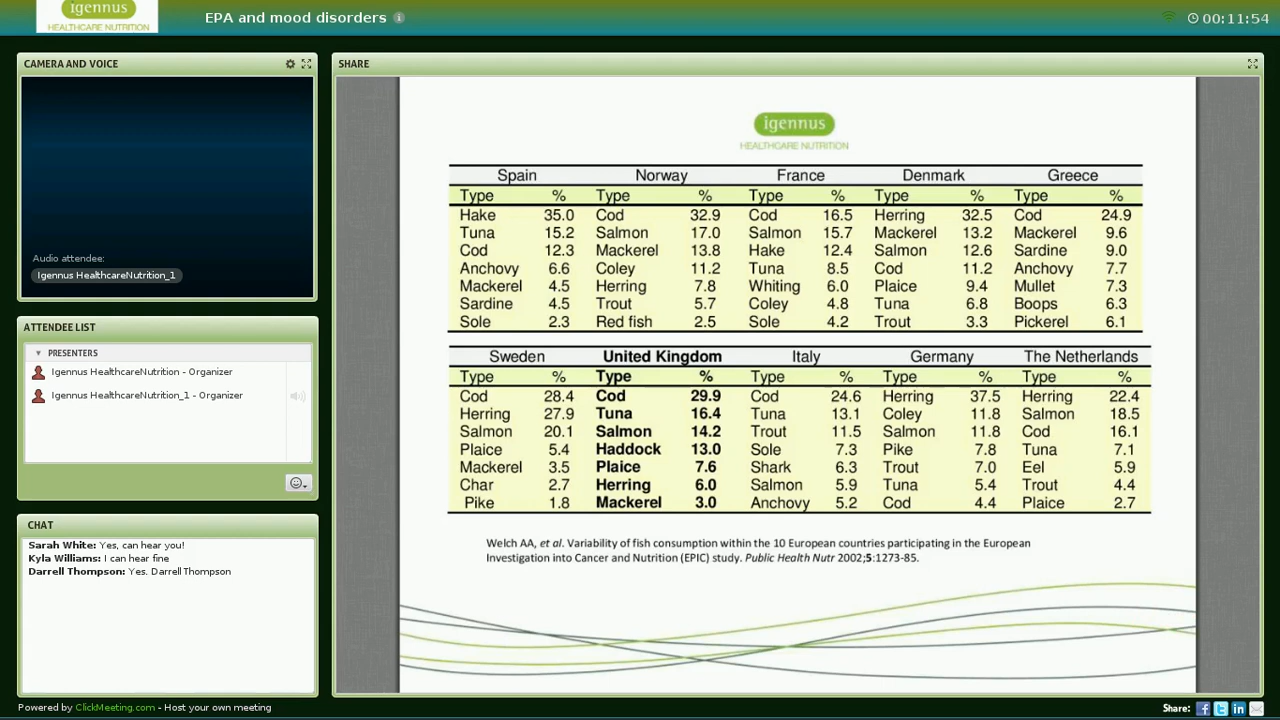 igennus
HEALTHCARE NUTRITION
EPA and mood disorders
00:11:54
CAMERA AND VOICE
Audio attendee:
Igennus HealthcareNutrition_1
ATTENDEE LIST
PRESENTERS
Igennus HealthcareNutrition - Organizer
Igennus HealthcareNutrition_1 - Organizer
CHAT
Sarah White: Yes, can hear you!
Kyla Williams: I can hear fine
Darrell Thompson: Yes. Darrell Thompson
SHARE
igennus
HEALTHCARE NUTRITION
Spain Norway France Denmark Greece
Type % Type % Type % Type % Type %
Hake 35.0 Cod 32.9 Cod 16.5 Herring 32.5 Cod 24.9
Tuna 15.2 Salmon 17.0 Salmon 15.7 Mackerel 13.2 Mackerel 9.6
Cod 12.3 Mackerel 13.8 Hake 12.4 Salmon 12.6 Sardine 9.0
Anchovy 6.6 Coley 11.2 Tuna 8.5 Cod 11.2 Anchovy 7.7
Mackerel 4.5 Herring 7.8 Whiting 6.0 Plaice 9.4 Mullet 7.3
Sardine 4.5 Trout 5.7 Coley 4.8 Tuna 6.8 Boops 6.3
Sole 2.3 Red fish 2.5 Sole 4.2 Trout 3.3 Pickerel 6.1
Sweden United Kingdom Italy Germany The Netherlands
Type % Type % Type % Type % Type %
Cod 28.4 Cod 29.9 Cod 24.6 Herring 37.5 Herring 22.4
Herring 27.9 Tuna 16.4 Tuna 13.1 Coley 11.8 Salmon 18.5
Salmon 20.1 Salmon 14.2 Trout 11.5 Salmon 11.8 Cod 16.1
Plaice 5.4 Haddock 13.0 Sole 7.3 Pike 7.8 Tuna 7.1
Mackerel 3.5 Plaice 7.6 Shark 6.3 Trout 7.0 Eel 5.9
Char 2.7 Herring 6.0 Salmon 5.9 Tuna 5.4 Trout 4.4
Pike 1.8 Mackerel 3.0 Anchovy 5.2 Cod 4.4 Plaice 2.7
Welch AA, et al. Variability of fish consumption within the 10 European countries participating in the European
Investigation into Cancer and Nutrition (EPIC) study. Public Health Nutr 2002;5:1273-85.
Powered by ClickMeeting.com - Host your own meeting
Share: